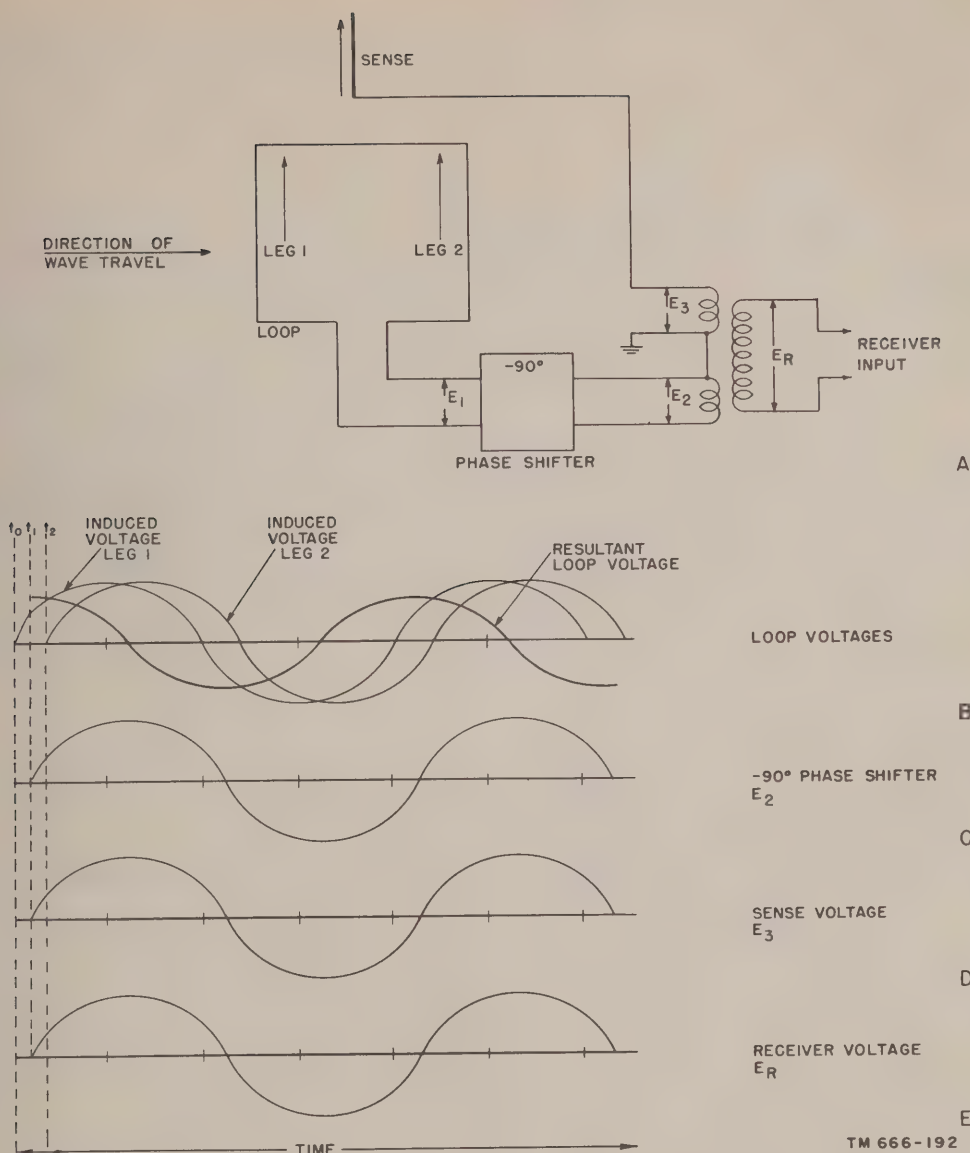 SENSE
DIRECTION OF
WAVE TRAVEL
LEG 1
LEG 2
LOOP
E₃
E_R
RECEIVER
INPUT
-90°
E₁
E₂
PHASE SHIFTER
A
t₀ t₁ t₂
INDUCED
VOLTAGE
LEG 1
INDUCED
VOLTAGE
LEG 2
RESULTANT
LOOP VOLTAGE
LOOP VOLTAGES
B
-90° PHASE SHIFTER
E₂
C
SENSE VOLTAGE
E₃
D
RECEIVER VOLTAGE
E_R
E
TIME
TM 666-192